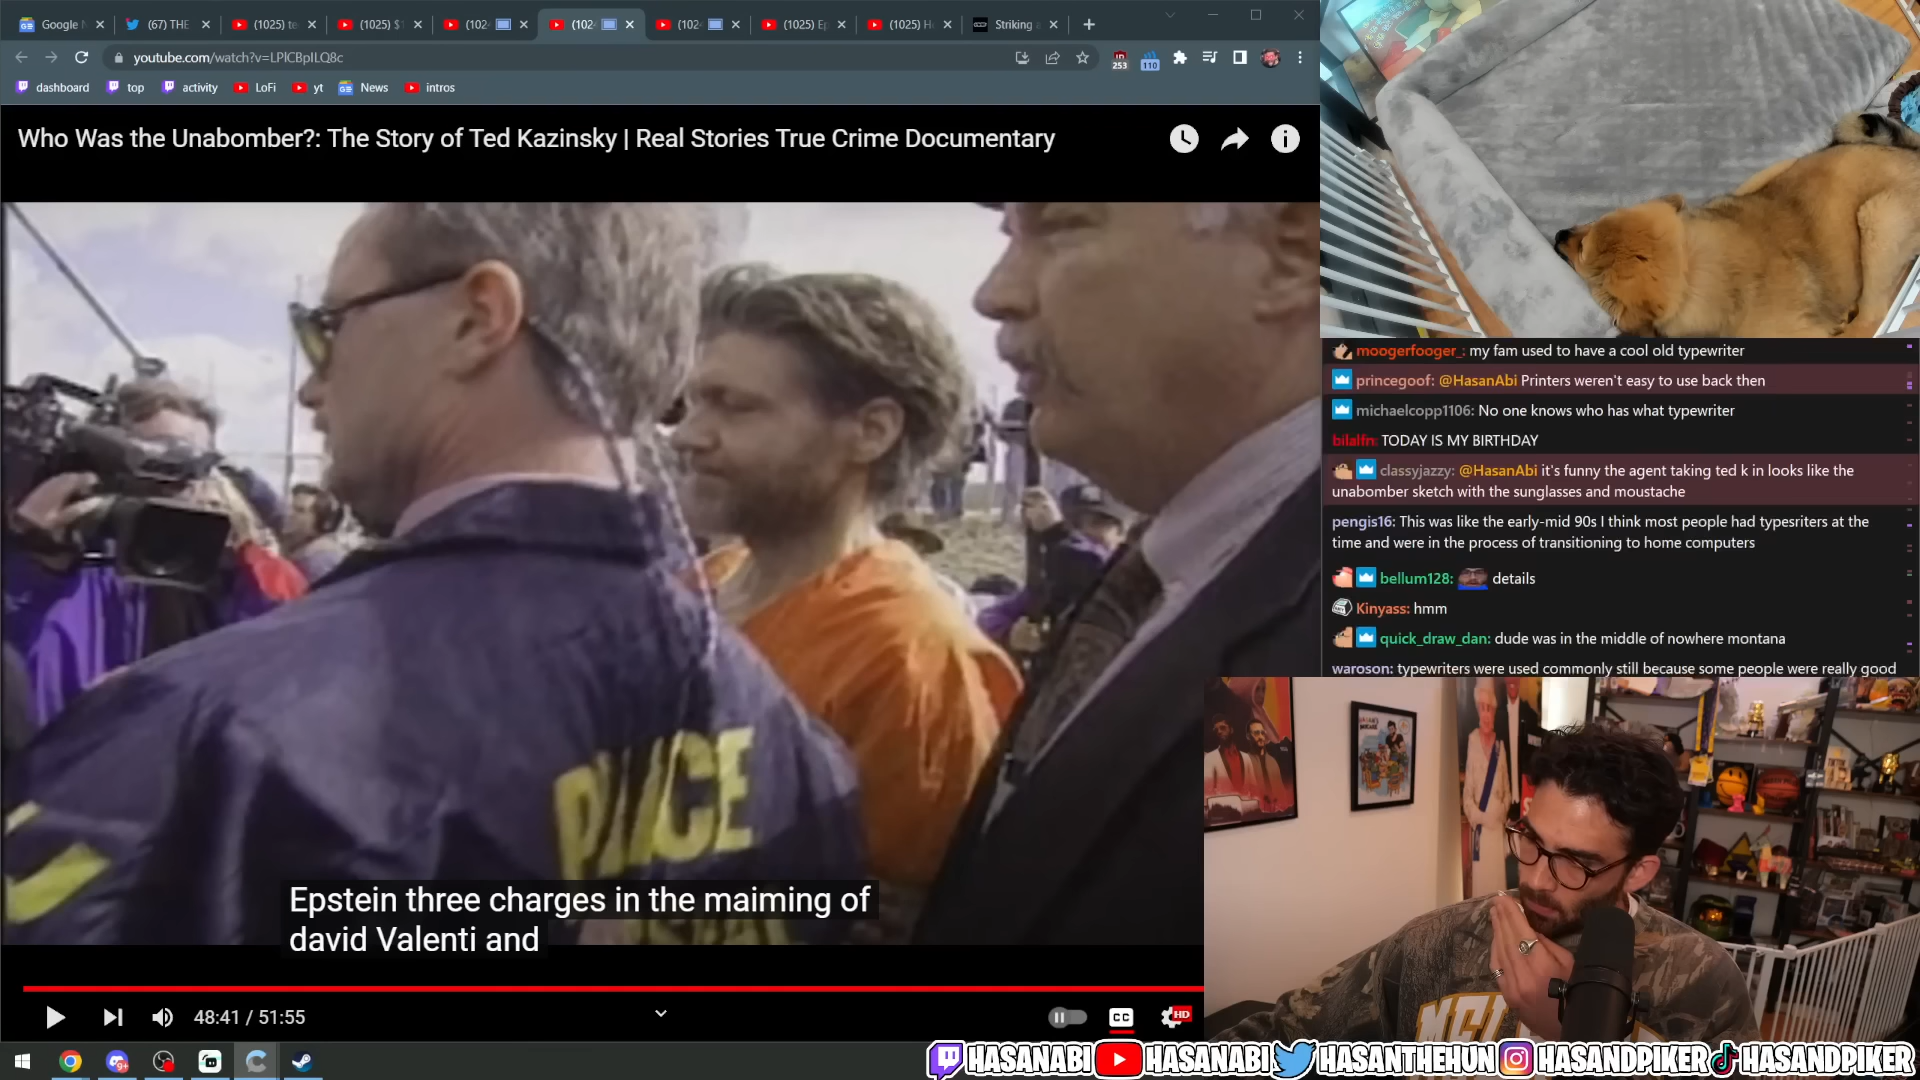 Google
(67) THE
(1025) te
(1025) $1
(102
(102
(102
(1025) Ep
(1025) H
Striking a
youtube.com/watch?v=LPlCBpILQ8c
253
110
dashboard
top
activity
LoFi
yt
News
intros
Who Was the Unabomber?: The Story of Ted Kazinsky | Real Stories True Crime Documentary
Epstein three charges in the maiming of
david Valenti and
48:41 / 51:55
CC
HD
moogerfooger_: my fam used to have a cool old typewriter
princegoof: @HasanAbi Printers weren't easy to use back then
michaelcopp1106: No one knows who has what typewriter
bilalfn: TODAY IS MY BIRTHDAY
classyjazzy: @HasanAbi it's funny the agent taking ted k in looks like the
unabomber sketch with the sunglasses and moustache
pengis16: This was like the early-mid 90s I think most people had typesriters at the
time and were in the process of transitioning to home computers
bellum128: details
Kinyass: hmm
quick_draw_dan: dude was in the middle of nowhere montana
waroson: typewriters were used commonly still because some people were really good
9+
HASANABI HASANABI HASANTHEHUN HASANDPIKER HASANDPIKER